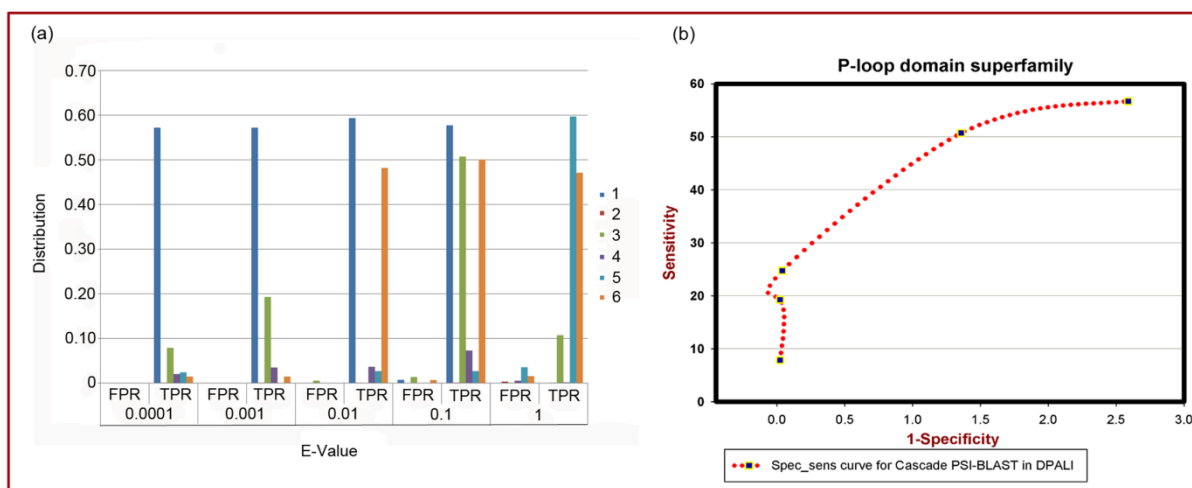 (a)
0.70
0.60
0.50
0.40
0.30
0.20
0.10
0
Distribution
FPR TPR FPR TPR FPR TPR FPR TPR FPR TPR
0.0001 0.001 0.01 0.1 1
E-Value
1
2
3
4
5
6
(b)
P-loop domain superfamily
60
50
40
30
20
10
0
Sensitivity
0.0 0.5 1.0 1.5 2.0 2.5 3.0
1-Specificity
Spec_sens curve for Cascade PSI-BLAST in DPALI